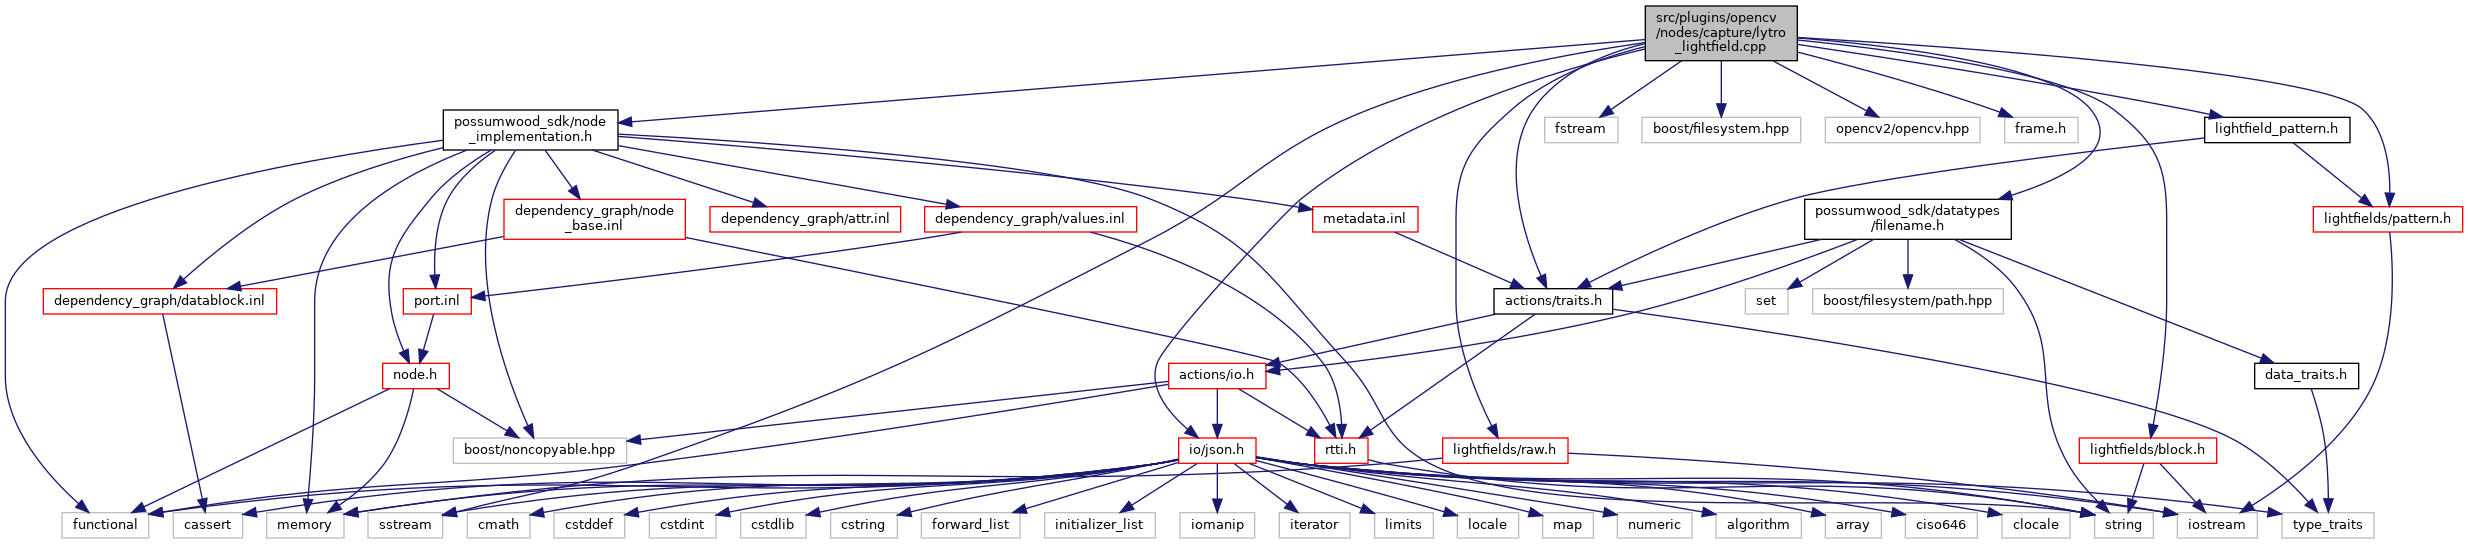 src/plugins/opencv
/nodes/capture/lytro
_lightfield.cpp
possumwood_sdk/node
_implementation.h
fstream
boost/filesystem.hpp
opencv2/opencv.hpp
frame.h
lightfield_pattern.h
dependency_graph/node
_base.inl
dependency_graph/attr.inl
dependency_graph/values.inl
metadata.inl
possumwood_sdk/datatypes
/filename.h
lightfields/pattern.h
dependency_graph/datablock.inl
port.inl
actions/traits.h
set
boost/filesystem/path.hpp
node.h
actions/io.h
data_traits.h
boost/noncopyable.hpp
io/json.h
rtti.h
lightfields/raw.h
lightfields/block.h
functional
cassert
memory
sstream
cmath
cstddef
cstdint
cstdlib
cstring
forward_list
initializer_list
iomanip
iterator
limits
locale
map
numeric
algorithm
array
ciso646
clocale
string
iostream
type_traits